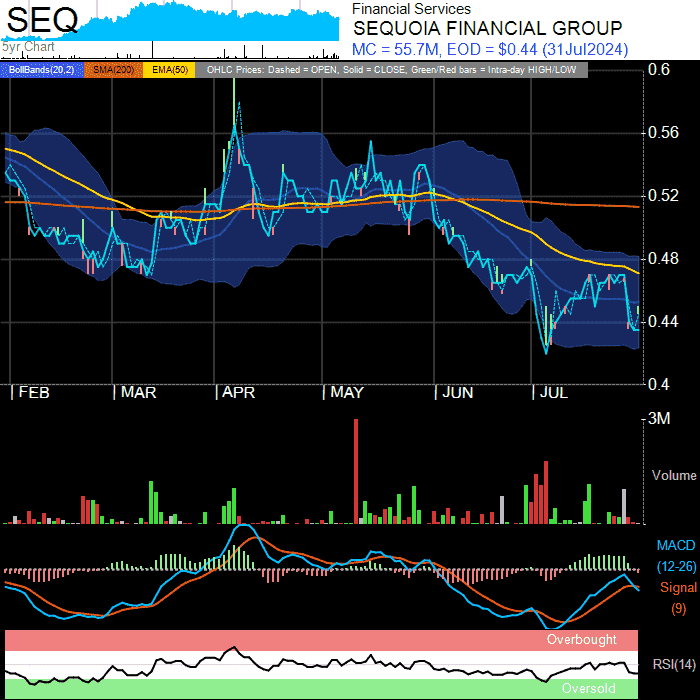 SEQ
5yr Chart
Financial Services
SEQUOIA FINANCIAL GROUP
MC = 55.7M, EOD = $0.44 (31Jul2024)
BollBands(20,2) SMA(200) EMA(50) OHLC Prices: Dashed = OPEN, Solid = CLOSE, Green/Red bars = Intra-day HIGH/LOW
0.6
0.56
0.52
0.48
0.44
0.4
FEB MAR APR MAY JUN JUL
3M
Volume
MACD
(12-26)
Signal
(9)
Overbought
RSI(14)
Oversold